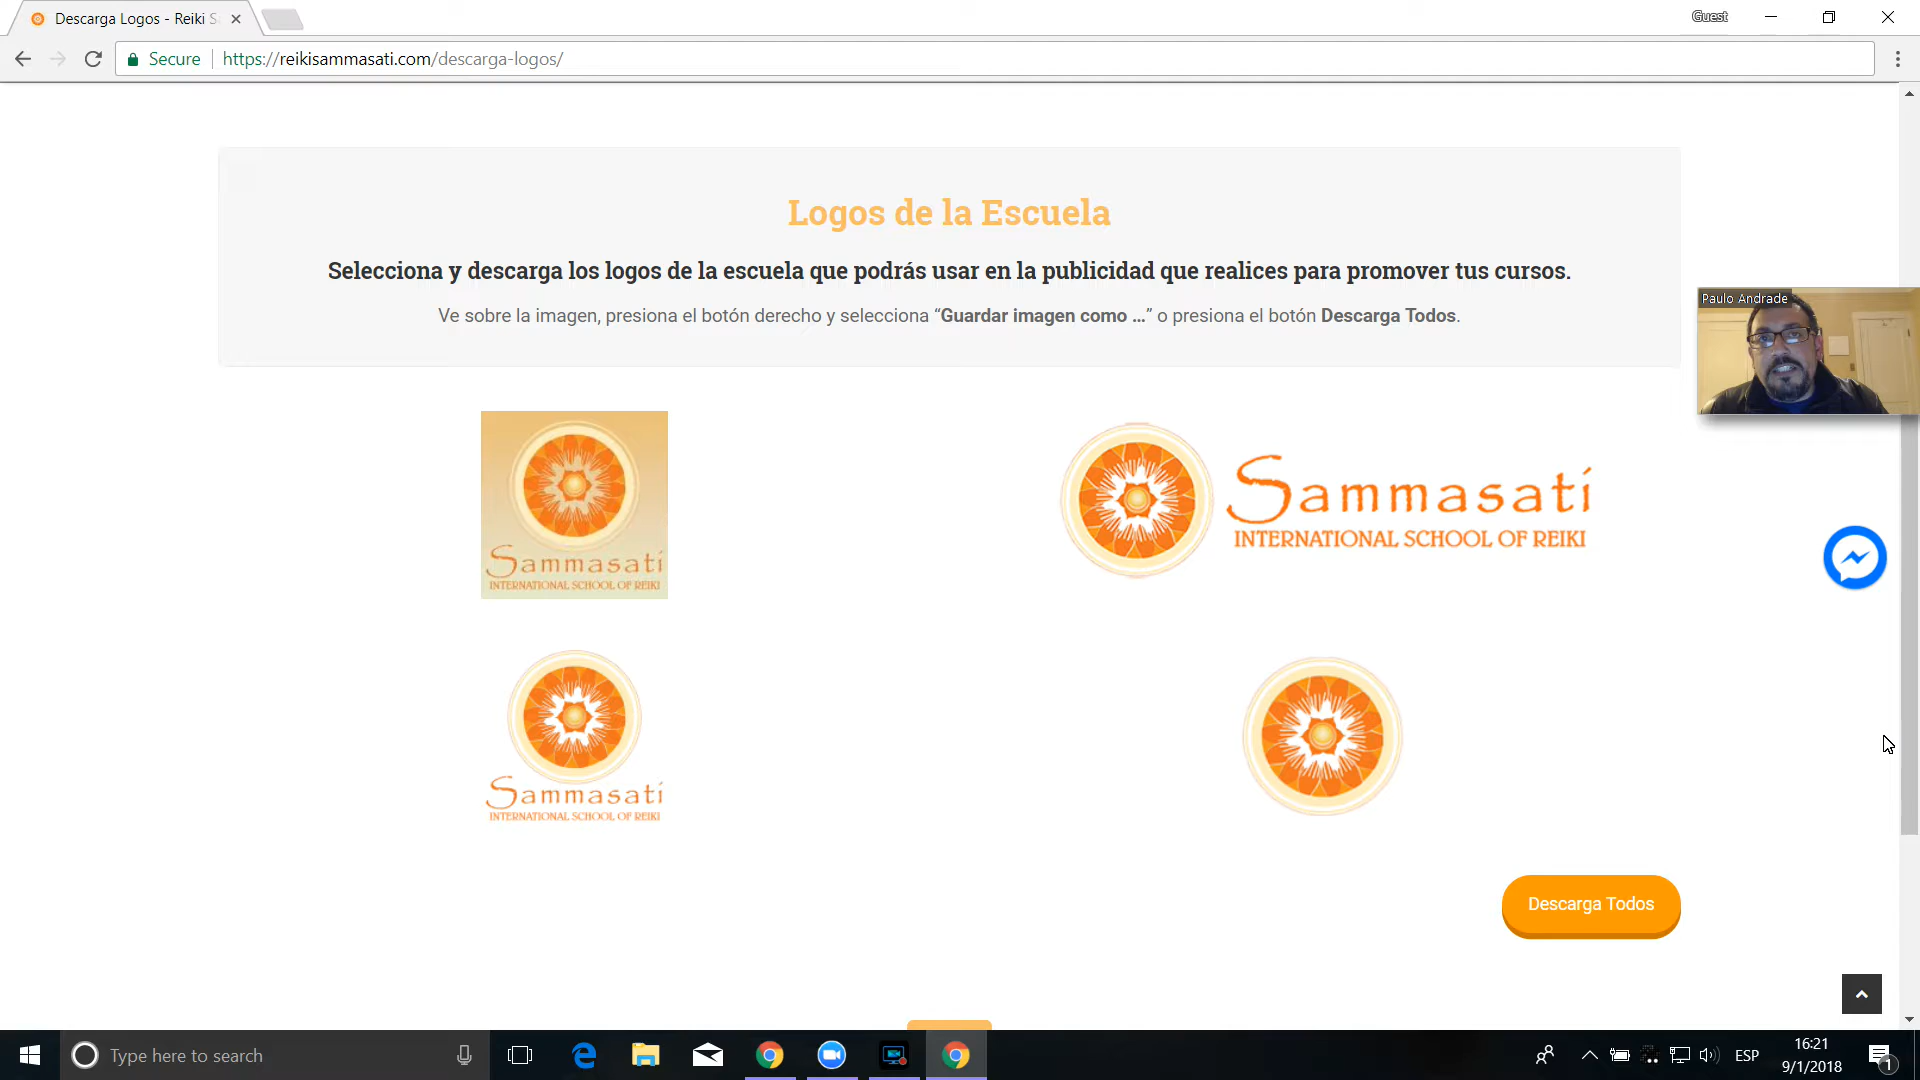 Descarga Logos - Reiki S
Guest
Secure
https://reikisammasati.com/descarga-logos/
Logos de la Escuela
Selecciona y descarga los logos de la escuela que podrás usar en la publicidad que realices para promover tus cursos.
Ve sobre la imagen, presiona el botón derecho y selecciona “Guardar imagen como ...” o presiona el botón Descarga Todos.
Paulo Andrade
Sammasati
INTERNATIONAL SCHOOL OF REIKI
Sammasati
INTERNATIONAL SCHOOL OF REIKI
Sammasati
INTERNATIONAL SCHOOL OF REIKI
Descarga Todos
Type here to search
ESP
16:21
9/1/2018
1